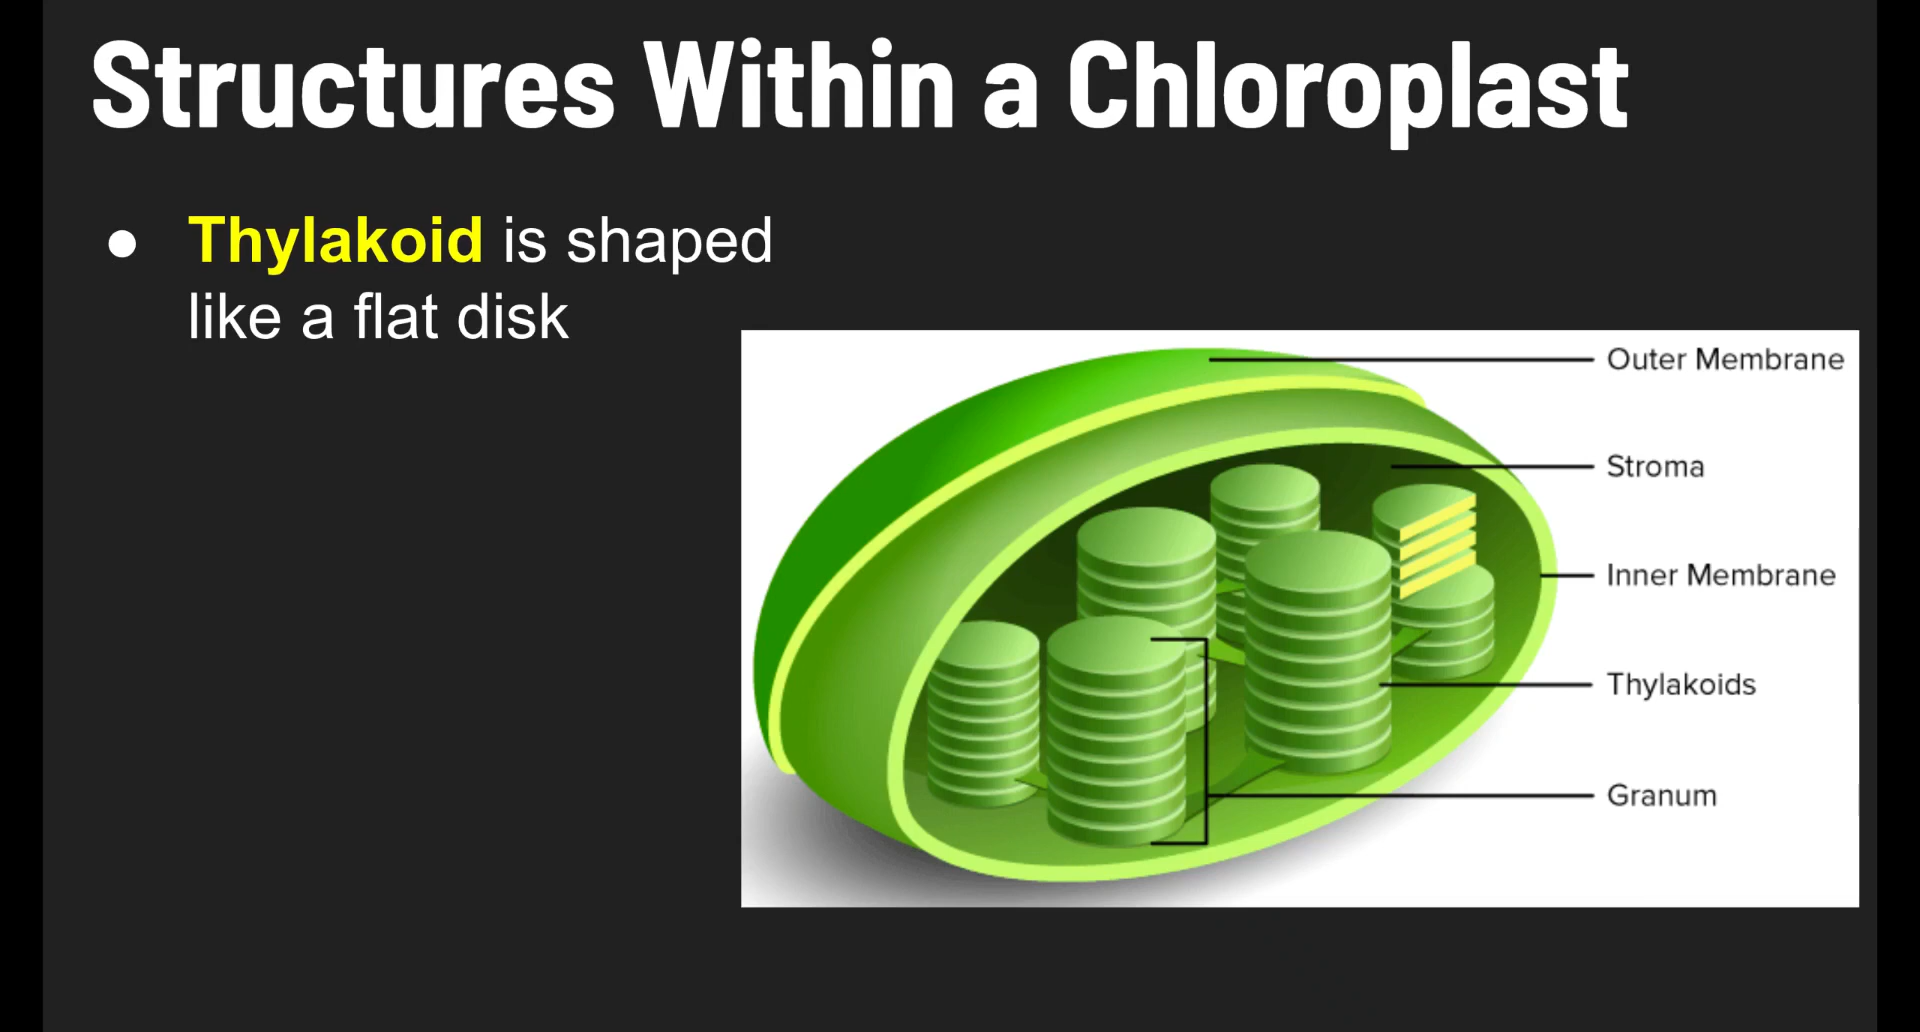 Structures Within a Chloroplast
● Thylakoid is shaped
like a flat disk
Outer Membrane
Stroma
Inner Membrane
Thylakoids
Granum